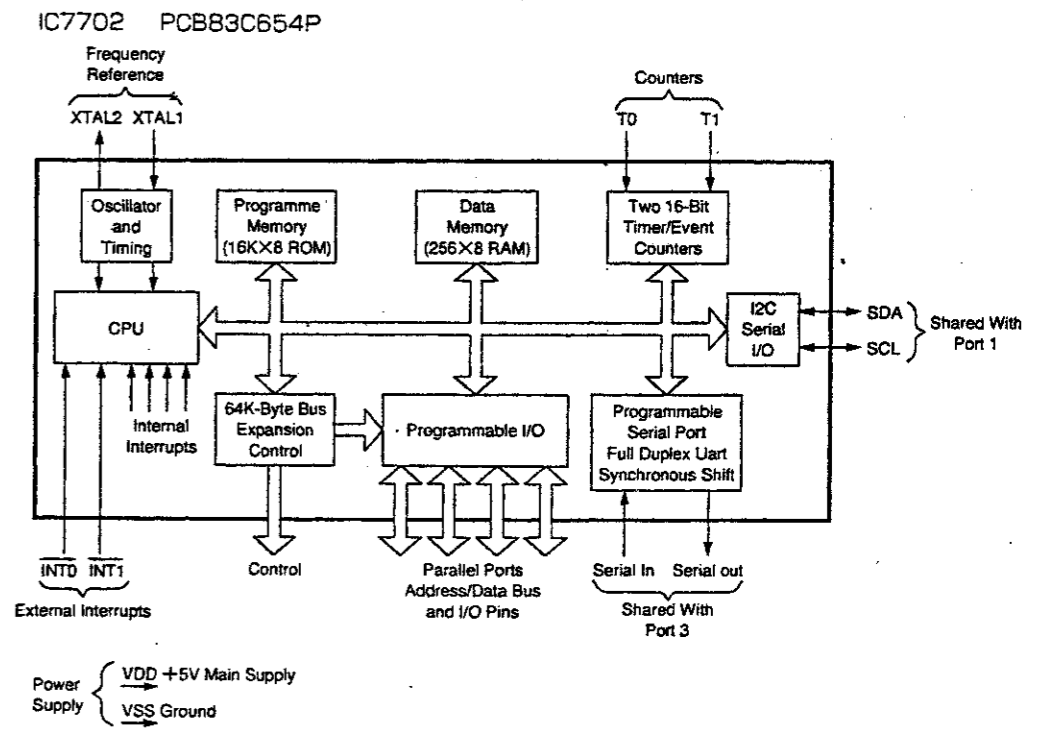 IC7702 PCB83C654P
Frequency
Reference
XTAL2 XTAL1
Counters
T0 T1
Oscillator
and
Timing
Programme
Memory
(16K×8 ROM)
Data
Memory
(256×8 RAM)
Two 16-Bit
Timer/Event
Counters
CPU
I2C
Serial
I/O
SDA
SCL
Shared With
Port 1
Internal
Interrupts
64K-Byte Bus
Expansion
Control
Programmable I/O
Programmable
Serial Port
Full Duplex Uart
Synchronous Shift
INT0 INT1
External Interrupts
Control
Parallel Ports
Address/Data Bus
and I/O Pins
Serial In Serial out
Shared With
Port 3
Power
Supply
VDD +5V Main Supply
VSS Ground